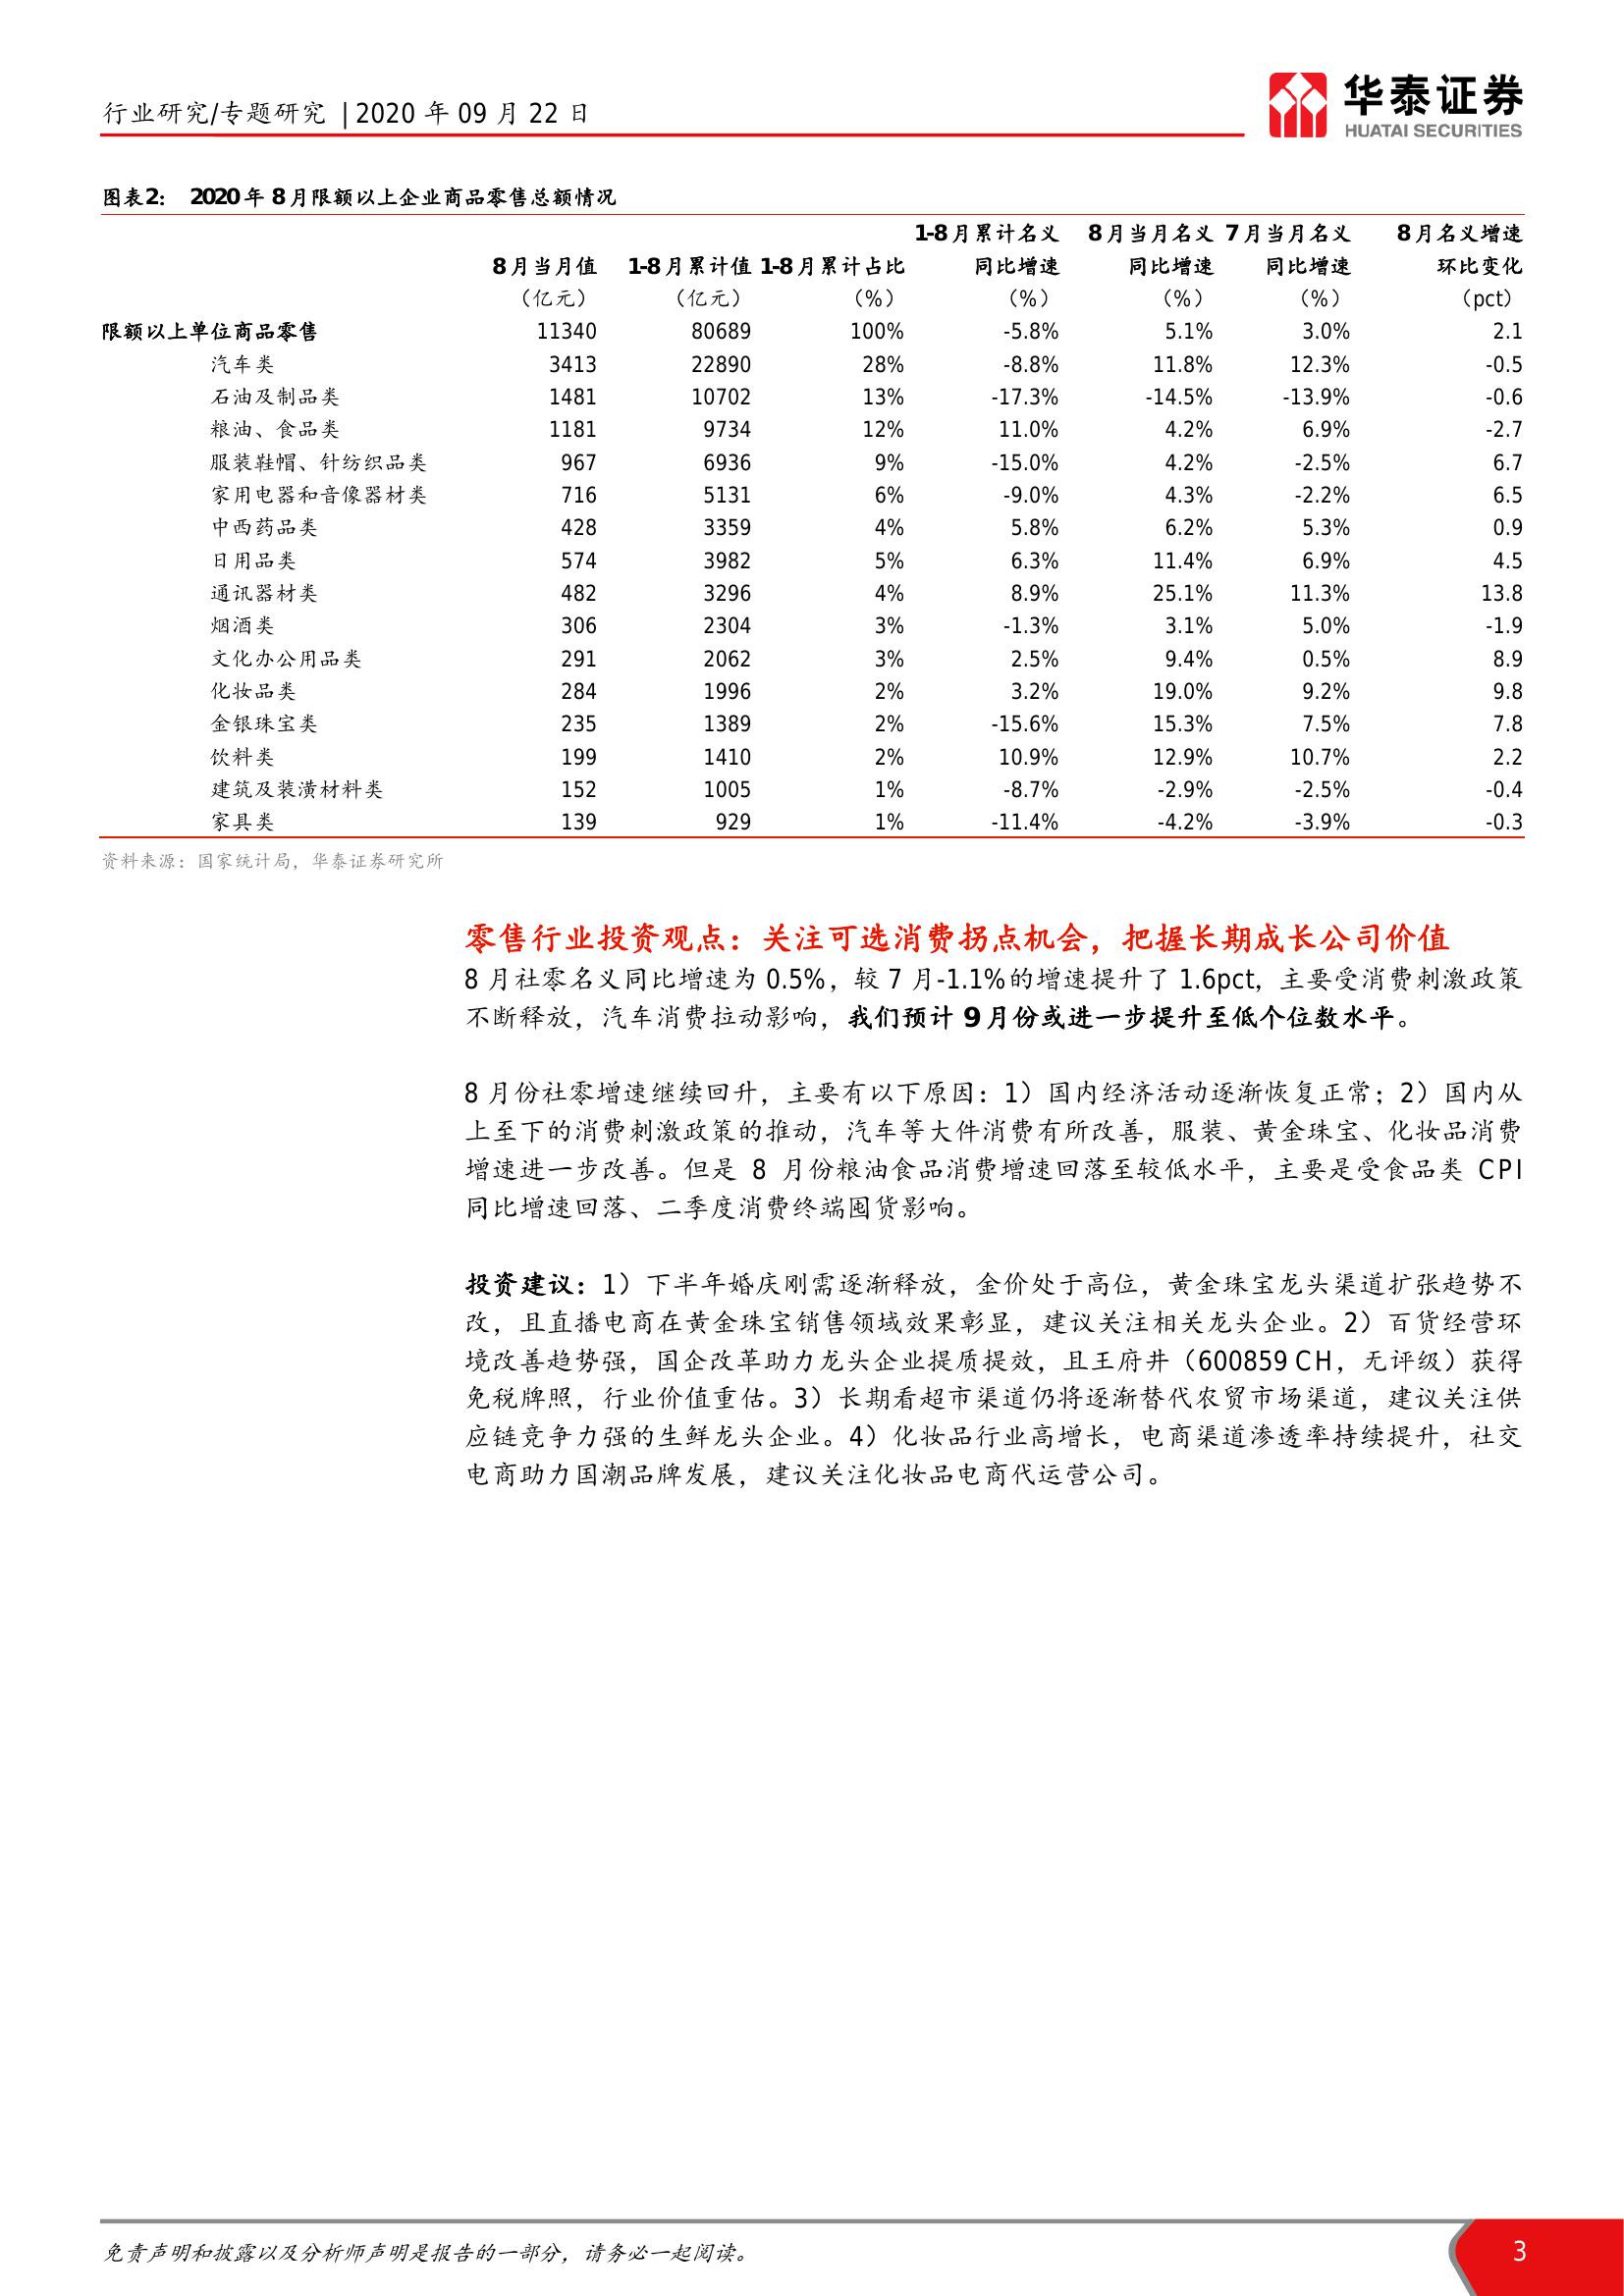 行业研究/专题研究 | 2020 年 09 月 22 日
华泰证券
HUATAI SECURITIES
图表2： 2020 年 8 月限额以上企业商品零售总额情况
1-8 月累计名义 8 月当月名义 7 月当月名义 8 月名义增速
8 月当月值 1-8 月累计值 1-8 月累计占比 同比增速 同比增速 同比增速 环比变化
（亿元） （亿元） （%） （%） （%） （%） （pct）
限额以上单位商品零售 11340 80689 100% -5.8% 5.1% 3.0% 2.1
汽车类 3413 22890 28% -8.8% 11.8% 12.3% -0.5
石油及制品类 1481 10702 13% -17.3% -14.5% -13.9% -0.6
粮油、食品类 1181 9734 12% 11.0% 4.2% 6.9% -2.7
服装鞋帽、针纺织品类 967 6936 9% -15.0% 4.2% -2.5% 6.7
家用电器和音像器材类 716 5131 6% -9.0% 4.3% -2.2% 6.5
中西药品类 428 3359 4% 5.8% 6.2% 5.3% 0.9
日用品类 574 3982 5% 6.3% 11.4% 6.9% 4.5
通讯器材类 482 3296 4% 8.9% 25.1% 11.3% 13.8
烟酒类 306 2304 3% -1.3% 3.1% 5.0% -1.9
文化办公用品类 291 2062 3% 2.5% 9.4% 0.5% 8.9
化妆品类 284 1996 2% 3.2% 19.0% 9.2% 9.8
金银珠宝类 235 1389 2% -15.6% 15.3% 7.5% 7.8
饮料类 199 1410 2% 10.9% 12.9% 10.7% 2.2
建筑及装潢材料类 152 1005 1% -8.7% -2.9% -2.5% -0.4
家具类 139 929 1% -11.4% -4.2% -3.9% -0.3
资料来源：国家统计局，华泰证券研究所
零售行业投资观点：关注可选消费拐点机会，把握长期成长公司价值
8 月社零名义同比增速为 0.5%，较 7 月-1.1%的增速提升了 1.6pct，主要受消费刺激政策
不断释放，汽车消费拉动影响，我们预计 9 月份或进一步提升至低个位数水平。
8 月份社零增速继续回升，主要有以下原因：1）国内经济活动逐渐恢复正常；2）国内从
上至下的消费刺激政策的推动，汽车等大件消费有所改善，服装、黄金珠宝、化妆品消费
增速进一步改善。但是 8 月份粮油食品消费增速回落至较低水平，主要是受食品类 CPI
同比增速回落、二季度消费终端囤货影响。
投资建议：1）下半年婚庆刚需逐渐释放，金价处于高位，黄金珠宝龙头渠道扩张趋势不
改，且直播电商在黄金珠宝销售领域效果彰显，建议关注相关龙头企业。2）百货经营环
境改善趋势强，国企改革助力龙头企业提质提效，且王府井（600859 CH，无评级）获得
免税牌照，行业价值重估。3）长期看超市渠道仍将逐渐替代农贸市场渠道，建议关注供
应链竞争力强的生鲜龙头企业。4）化妆品行业高增长，电商渠道渗透率持续提升，社交
电商助力国潮品牌发展，建议关注化妆品电商代运营公司。
免责声明和披露以及分析师声明是报告的一部分，请务必一起阅读。
3